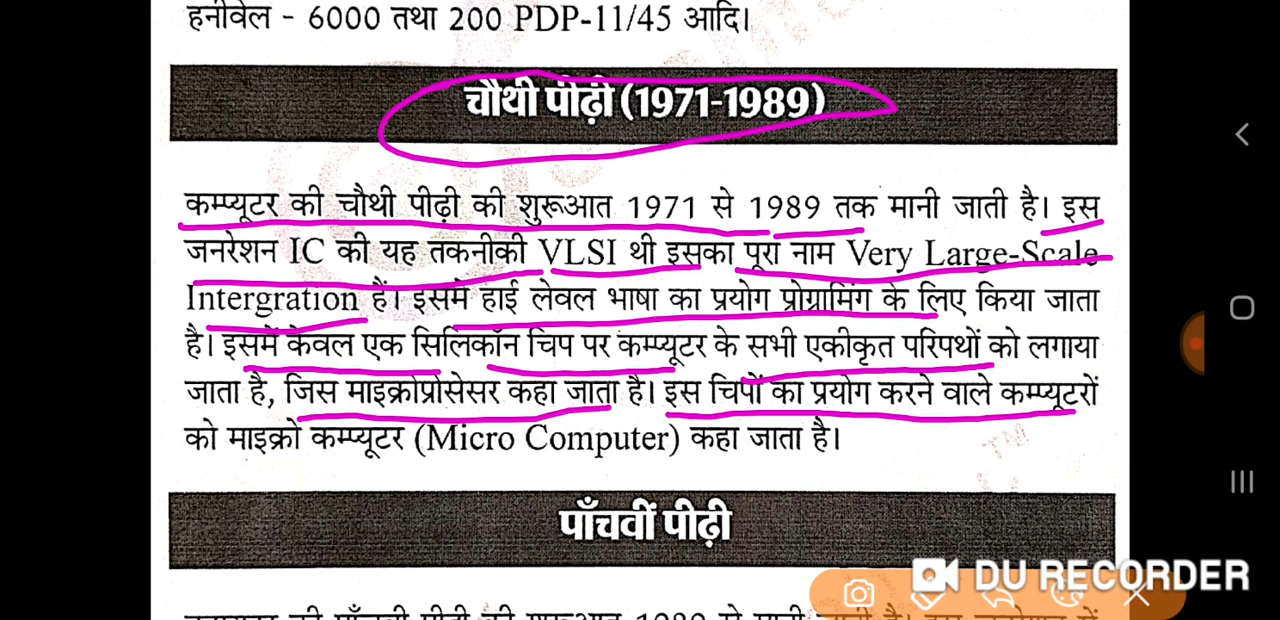 हनीवेल - 6000 तथा 200 PDP-11/45 आदि।
चौथी पीढ़ी (1971-1989)
कम्प्यूटर की चौथी पीढ़ी की शुरूआत 1971 से 1989 तक मानी जाती है। इस
जनरेशन IC की यह तकनीकी VLSI थी इसका पूरा नाम Very Large-Scale
Intergration हैं। इसमें हाई लेवल भाषा का प्रयोग प्रोग्रामिंग के लिए किया जाता
है। इसमें केवल एक सिलिकॉन चिप पर कम्प्यूटर के सभी एकीकृत परिपथों को लगाया
जाता है, जिस माइक्रोप्रोसेसर कहा जाता है। इस चिपों का प्रयोग करने वाले कम्प्यूटरों
को माइक्रो कम्प्यूटर (Micro Computer) कहा जाता है।
TM
पाँचवीं पीढ़ी
DU RECORDER